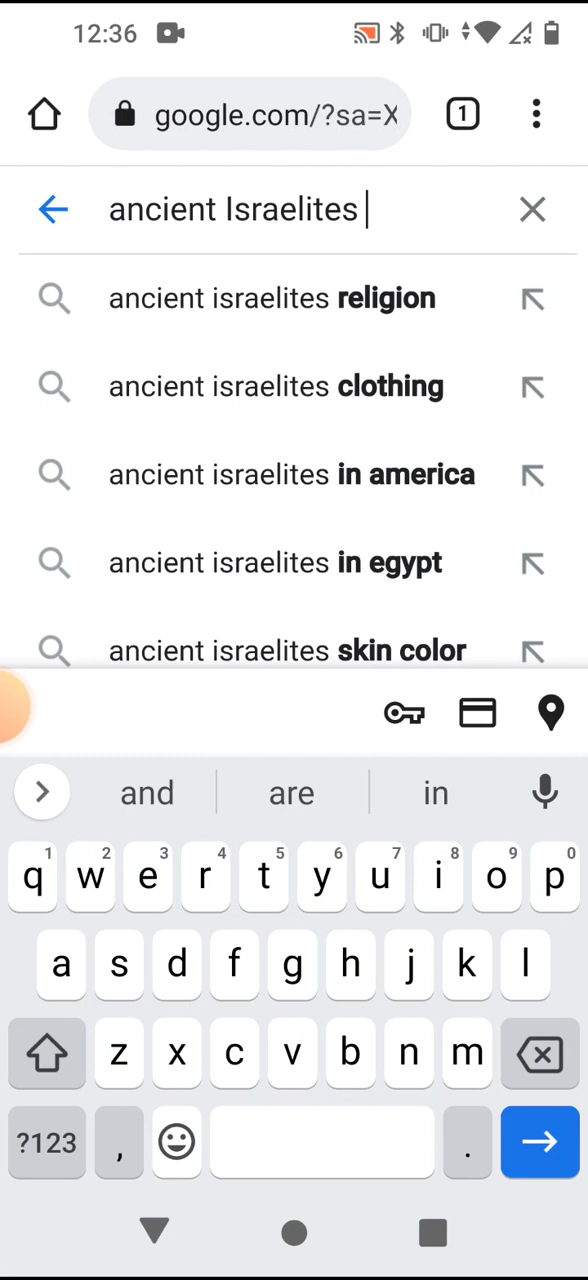 12:36
google.com/?sa=X
1
ancient Israelites
ancient israelites religion
ancient israelites clothing
ancient israelites in america
ancient israelites in egypt
ancient israelites skin color
and are in
1 2 3 4 5 6 7 8 9 0
q w e r t y u i o p
a s d f g h j k l
z x c v b n m
?123 , .